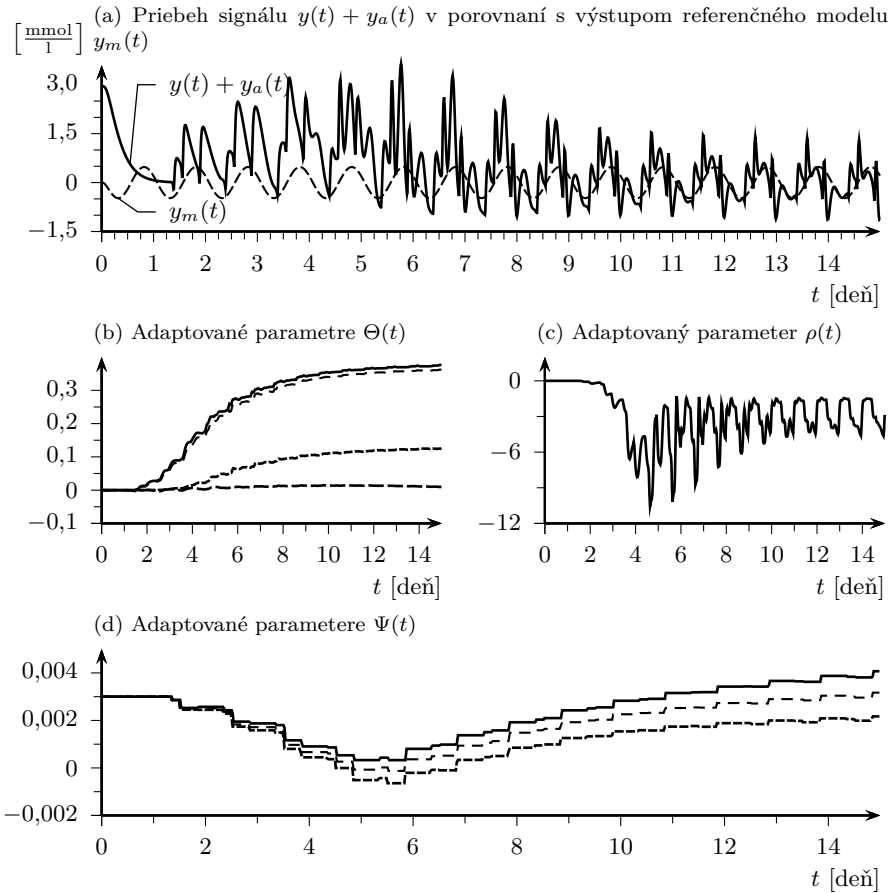 (a) Priebeh signálu y(t) + y_a(t) v porovnaní s výstupom referenčného modelu
y_m(t)
[mmol/l]
3,0
1,5
0
−1,5
y(t) + y_a(t)
y_m(t)
0 1 2 3 4 5 6 7 8 9 10 11 12 13 14
t [deň]
(b) Adaptované parametre Θ(t)
0,3
0,2
0,1
0
−0,1
0 2 4 6 8 10 12 14
t [deň]
(c) Adaptovaný parameter ρ(t)
0
−6
−12
0 2 4 6 8 10 12 14
t [deň]
(d) Adaptované parametere Ψ(t)
0,004
0,002
0
−0,002
0 2 4 6 8 10 12 14
t [deň]